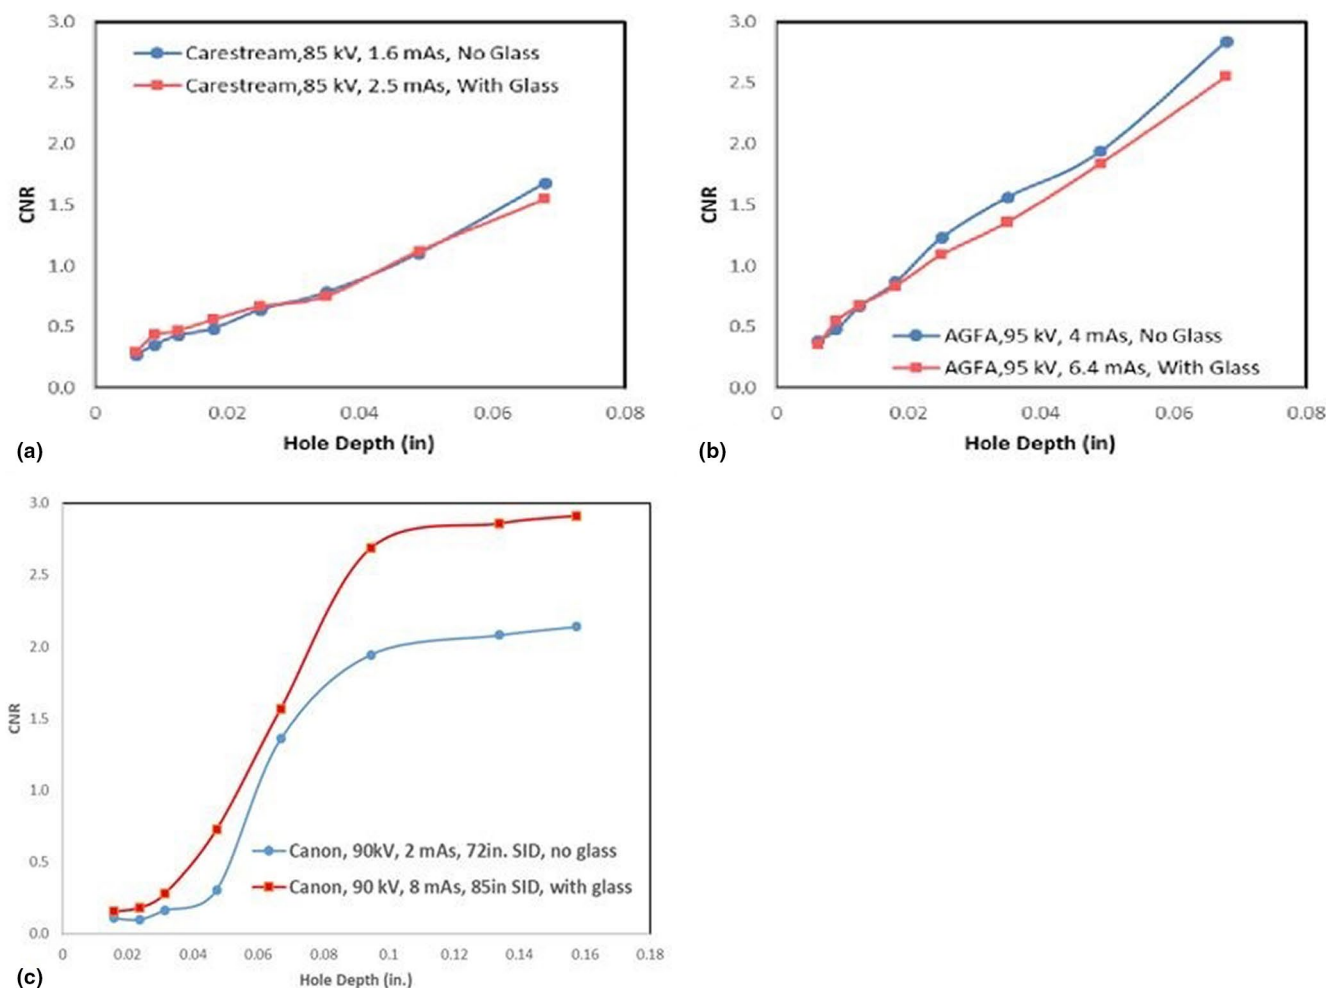 3.0
2.5
2.0
1.5
1.0
0.5
0.0
CNR
Carestream,85 kV, 1.6 mAs, No Glass
Carestream,85 kV, 2.5 mAs, With Glass
0 0.02 0.04 0.06 0.08
Hole Depth (in)
(a)
3.0
2.5
2.0
1.5
1.0
0.5
0.0
CNR
AGFA,95 kV, 4 mAs, No Glass
AGFA,95 kV, 6.4 mAs, With Glass
0 0.02 0.04 0.06 0.08
Hole Depth (in)
(b)
3.0
2.5
2.0
1.5
1.0
0.5
0.0
CNR
Canon, 90kV, 2 mAs, 72in. SID, no glass
Canon, 90 kV, 8 mAs, 85in SID, with glass
0 0.02 0.04 0.06 0.08 0.1 0.12 0.14 0.16 0.18
Hole Depth (in.)
(c)